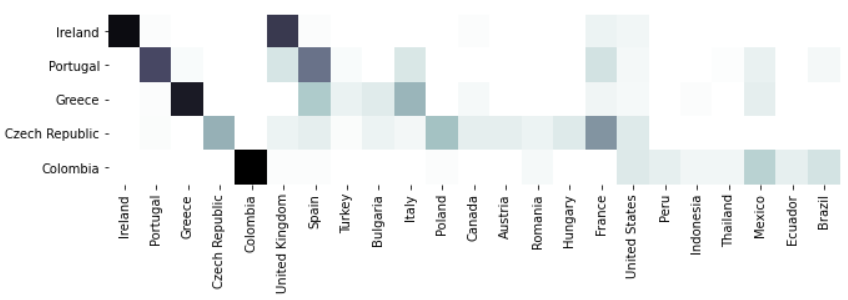 Ireland
Portugal
Greece
Czech Republic
Colombia
Ireland
Portugal
Greece
Czech Republic
Colombia
United Kingdom
Spain
Turkey
Bulgaria
Italy
Poland
Canada
Austria
Romania
Hungary
France
United States
Peru
Indonesia
Thailand
Mexico
Ecuador
Brazil